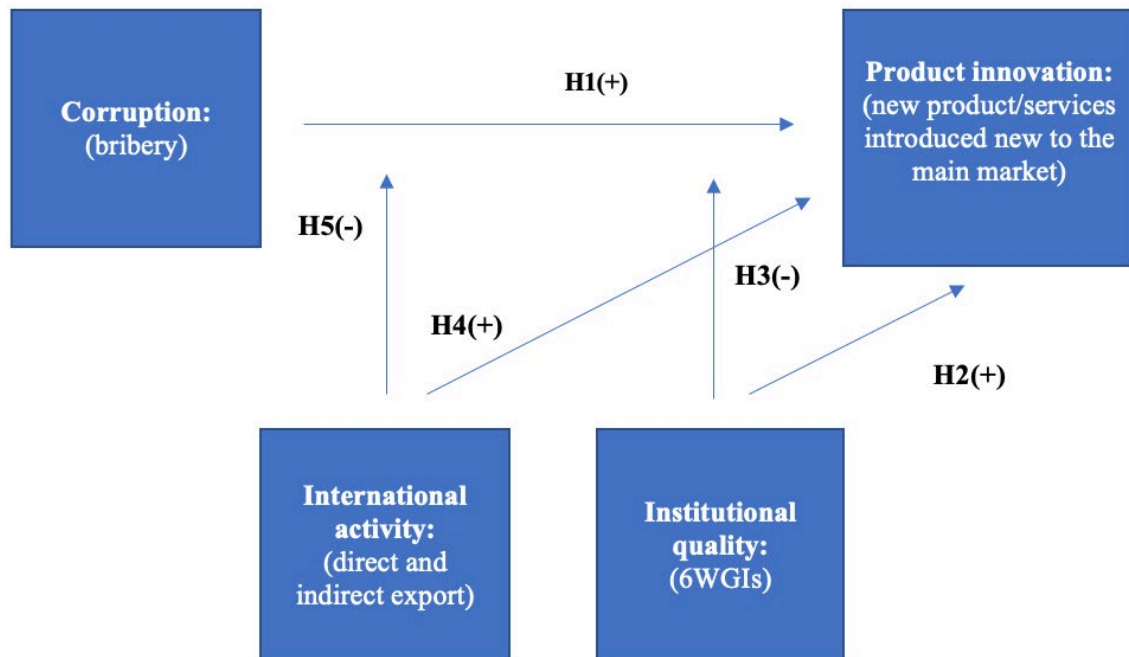 Corruption:
(bribery)
H1(+)
Product innovation:
(new product/services
introduced new to the
main market)
H5(-)
H4(+)
H3(-)
H2(+)
International
activity:
(direct and
indirect export)
Institutional
quality:
(6WGIs)